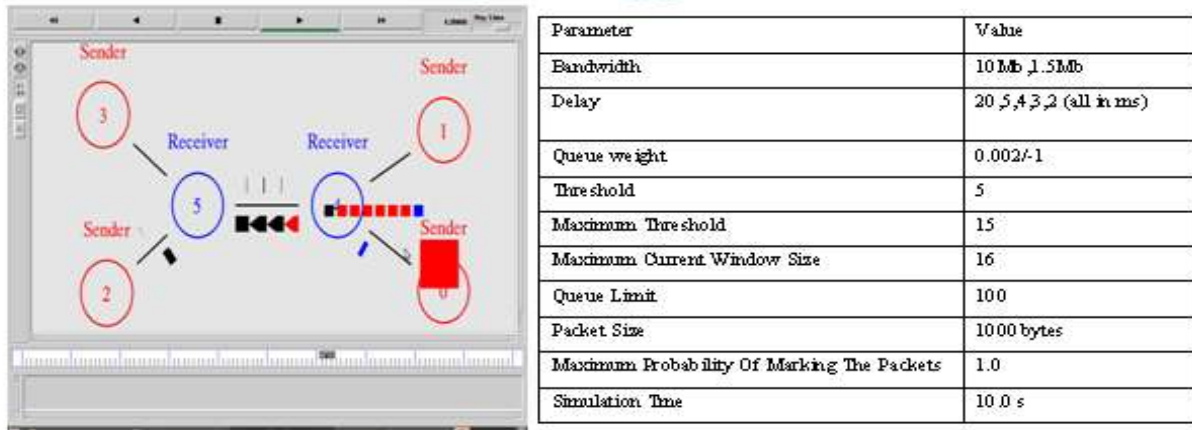 Sender
Sender
3
1
Receiver
Receiver
5
4
Sender
Sender
2
0
Parameter Value
Bandwidth 10 Mb ,1.5Mb
Delay 20 ,5,4,3,2 (all in ms)
Queue weight 0.002/-1
Threshold 5
Maximum Threshold 15
Maximum Current Window Size 16
Queue Limit 100
Packet Size 1000 bytes
Maximum Probability Of Marking The Packets 1.0
Simulation Time 10.0 s